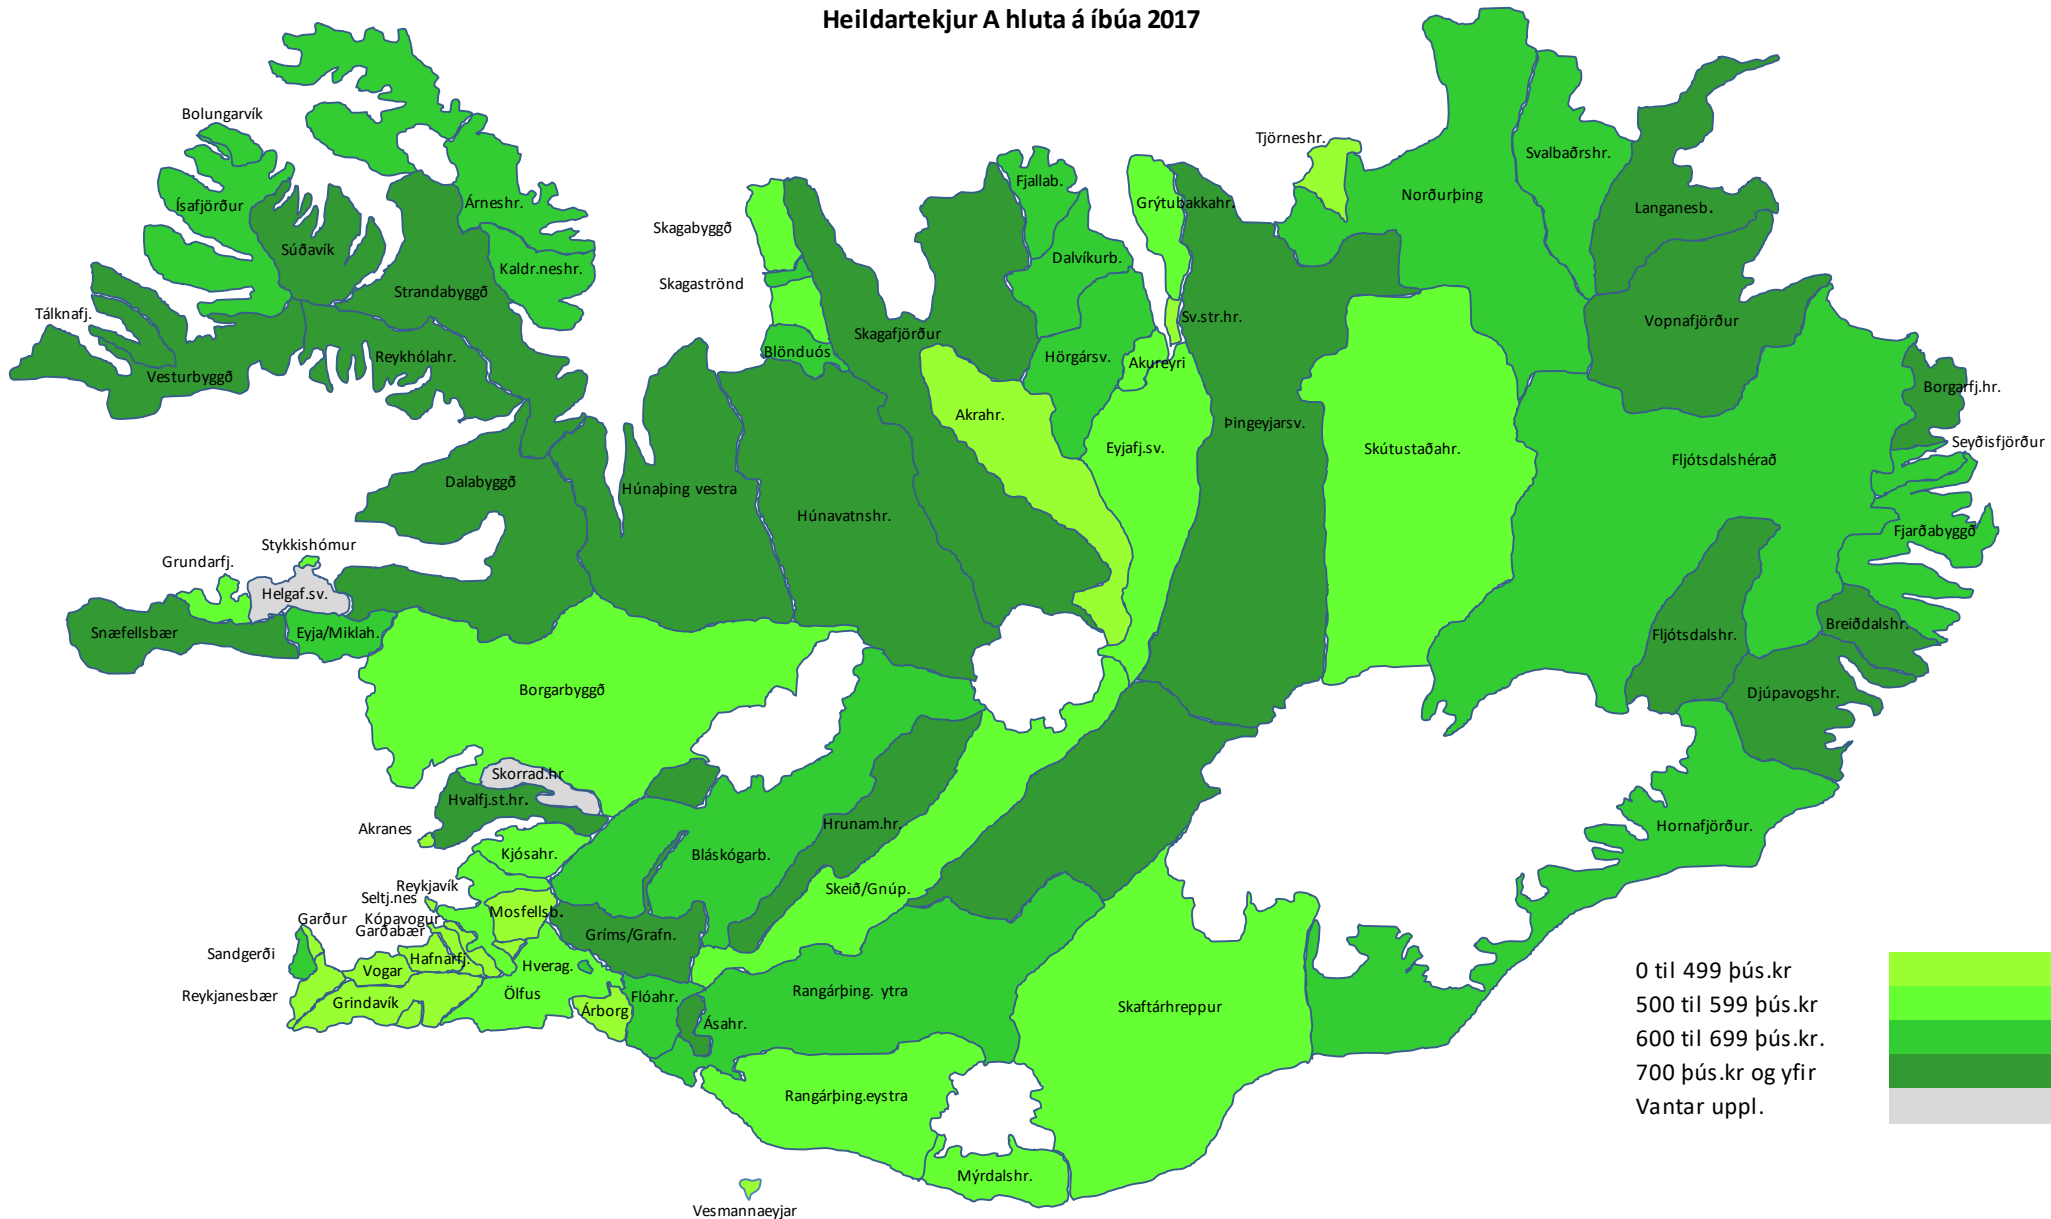 Heildartekjur A hluta á íbúa 2017
Bolungarvík
Tjörneshr.
Svalbaðrshr.
Fjallab.
Norðurþing
Ísafjörður
Árneshr.
Grýtubakkahr.
Langanesb.
Skagabyggð
Súðavík
Dalvíkurb.
Kaldr.neshr.
Skagaströnd
Strandabyggð
Tálknafj.
Sv.str.hr.
Vopnafjörður
Skagafjörður
Blönduós
Reykhólahr.
Hörgársv.
Akureyri
Vesturbyggð
Borgarfj.hr.
Akrahr.
Þingeyjarsv.
Seyðisfjörður
Eyjafj.sv.
Skútustaðahr.
Fljótsdalshérað
Dalabyggð
Húnaþing vestra
Húnavatnshr.
Fjarðabyggð
Stykkishómur
Grundarfj.
Helgaf.sv.
Snæfellsbær
Eyja/Miklah.
Breiðdalshr.
Fljótsdalshr.
Borgarbyggð
Djúpavogshr.
Skorrad.hr
Hvalfj.st.hr.
Akranes
Hrunam.hr.
Hornafjörður.
Kjósahr.
Bláskógarb.
Reykjavík
Skeið/Gnúp.
Seltj.nes
Mosfellsb.
Garður
Kópavogur
Garðabær
Gríms/Grafn.
Sandgerði
Hafnarfj.
Hverag.
Vogar
Reykjanesbær
Grindavík
Ölfus
Flóahr.
Rangárþing. ytra
Árborg
Ásahr.
Skaftárhreppur
Rangárþing.eystra
Mýrdalshr.
Vesmannaeyjar
0 til 499 þús.kr
500 til 599 þús.kr
600 til 699 þús.kr.
700 þús.kr og yfir
Vantar uppl.